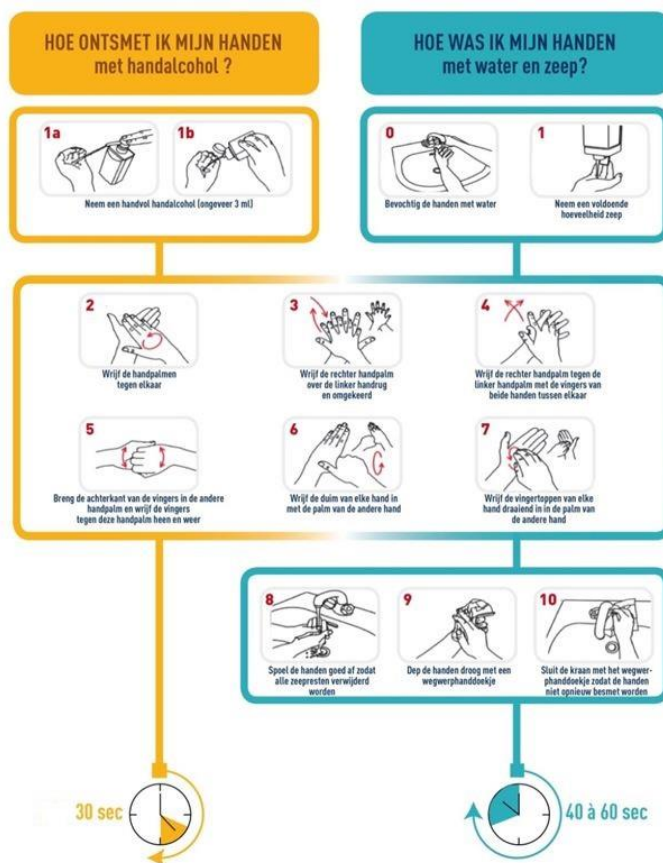 HOE ONTSMET IK MIJN HANDEN
met handalcohol ?
HOE WAS IK MIJN HANDEN
met water en zeep?
1a
1b
Neem een handvol handalcohol (ongeveer 3 ml)
0
Bevochtig de handen met water
1
Neem een voldoende
hoeveelheid zeep
2
Wrijf de handpalmen
tegen elkaar
3
Wrijf de rechter handpalm
over de linker handrug
en omgekeerd
4
Wrijf de rechter handpalm tegen de
linker handpalm met de vingers van
beide handen tussen elkaar
5
Breng de achterkant van de vingers in de andere
handpalm en wrijf de vingers
tegen deze handpalm heen en weer
6
Wrijf de duim van elke hand in
met de palm van de andere hand
7
Wrijf de vingertoppen van elke
hand draaiend in in de palm van
de andere hand
8
Spoel de handen goed af zodat
alle zeepresten verwijderd
worden
9
Dep de handen droog met een
wegwerphanddoekje
10
Sluit de kraan met het wegwer-
phanddoekje zodat de handen
niet opnieuw besmet worden
30 sec
40 à 60 sec